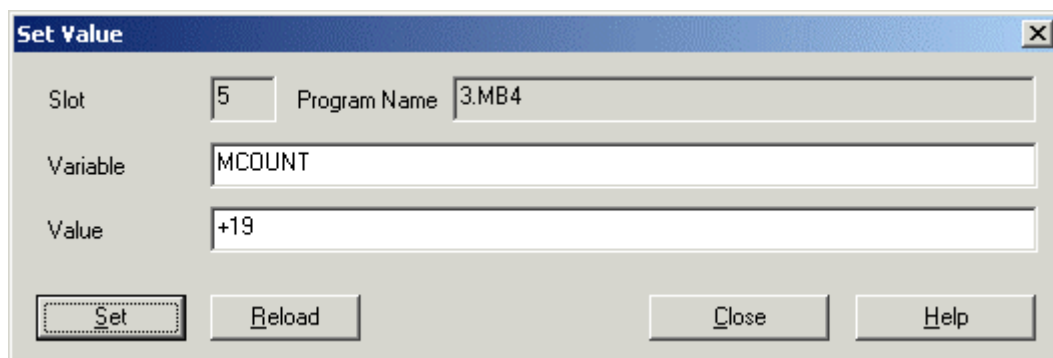 Set Value
Slot 5 Program Name 3.MB4
Variable MCOUNT
Value +19
Set Reload Close Help